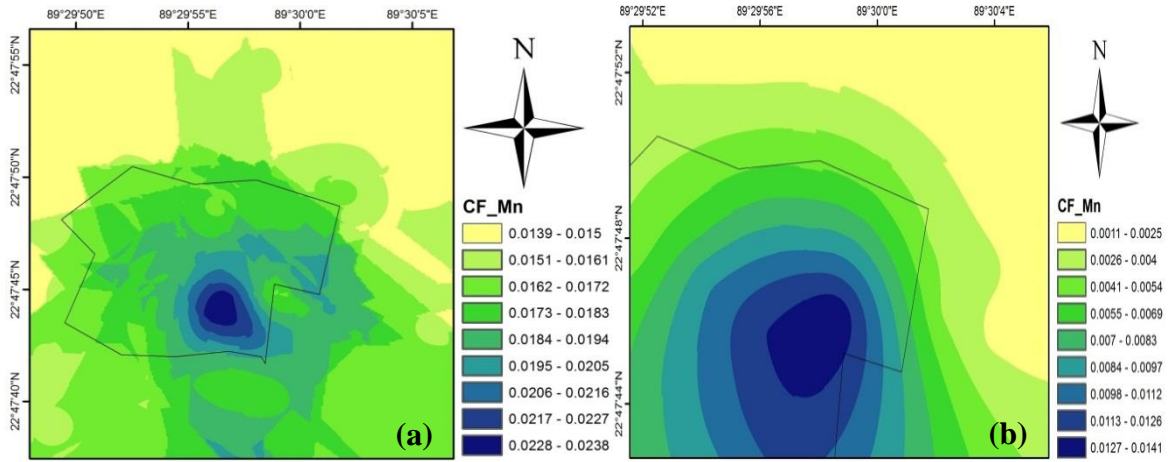 89°29'50"E 89°29'55"E 89°30'0"E 89°30'5"E
22°47'55"N
22°47'50"N
22°47'45"N
22°47'40"N
N
CF_Mn
0.0139 - 0.015
0.0151 - 0.0161
0.0162 - 0.0172
0.0173 - 0.0183
0.0184 - 0.0194
0.0195 - 0.0205
0.0206 - 0.0216
0.0217 - 0.0227
0.0228 - 0.0238
(a)
89°29'52"E 89°29'56"E 89°30'0"E 89°30'4"E
22°47'52"N
22°47'48"N
22°47'44"N
N
CF_Mn
0.0011 - 0.0025
0.0026 - 0.004
0.0041 - 0.0054
0.0055 - 0.0069
0.007 - 0.0083
0.0084 - 0.0097
0.0098 - 0.0112
0.0113 - 0.0126
0.0127 - 0.0141
(b)